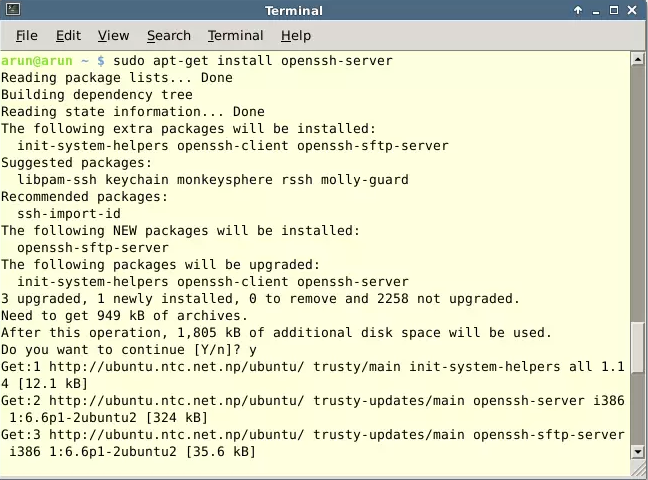 Terminal
File Edit View Search Terminal Help
arun@arun ~ $ sudo apt-get install openssh-server
Reading package lists... Done
Building dependency tree
Reading state information... Done
The following extra packages will be installed:
  init-system-helpers openssh-client openssh-sftp-server
Suggested packages:
  libpam-ssh keychain monkeysphere rssh molly-guard
Recommended packages:
  ssh-import-id
The following NEW packages will be installed:
  openssh-sftp-server
The following packages will be upgraded:
  init-system-helpers openssh-client openssh-server
3 upgraded, 1 newly installed, 0 to remove and 2258 not upgraded.
Need to get 949 kB of archives.
After this operation, 1,805 kB of additional disk space will be used.
Do you want to continue [Y/n]? y
Get:1 http://ubuntu.ntc.net.np/ubuntu/ trusty/main init-system-helpers all 1.1
4 [12.1 kB]
Get:2 http://ubuntu.ntc.net.np/ubuntu/ trusty-updates/main openssh-server i386
 1:6.6p1-2ubuntu2 [324 kB]
Get:3 http://ubuntu.ntc.net.np/ubuntu/ trusty-updates/main openssh-sftp-server
 i386 1:6.6p1-2ubuntu2 [35.6 kB]